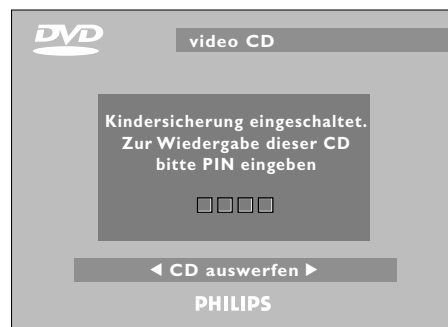 DVD
video CD
Kindersicherung eingeschaltet.
Zur Wiedergabe dieser CD
bitte PIN eingeben
◀ CD auswerfen ▶
PHILIPS